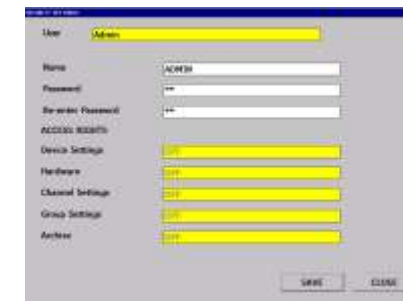 User Admin
Name ADMIN
Password **
Re-enter Password **
ACCESS RIGHTS
Device Settings
Hardware
Channel Settings
Group Settings
Archive
SAVE CLOSE